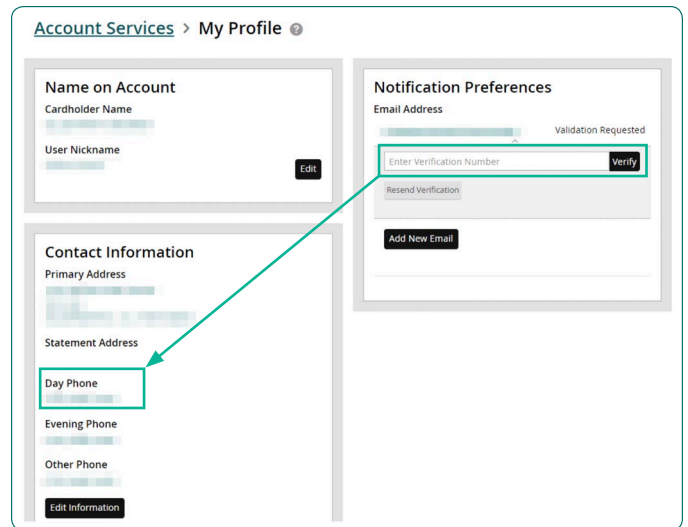 Account Services > My Profile ?
Name on Account
Cardholder Name
User Nickname
Edit
Contact Information
Primary Address
Statement Address
Day Phone
Evening Phone
Other Phone
Edit Information
Notification Preferences
Email Address
Validation Requested
Enter Verification Number
Verify
Resend Verification
Add New Email